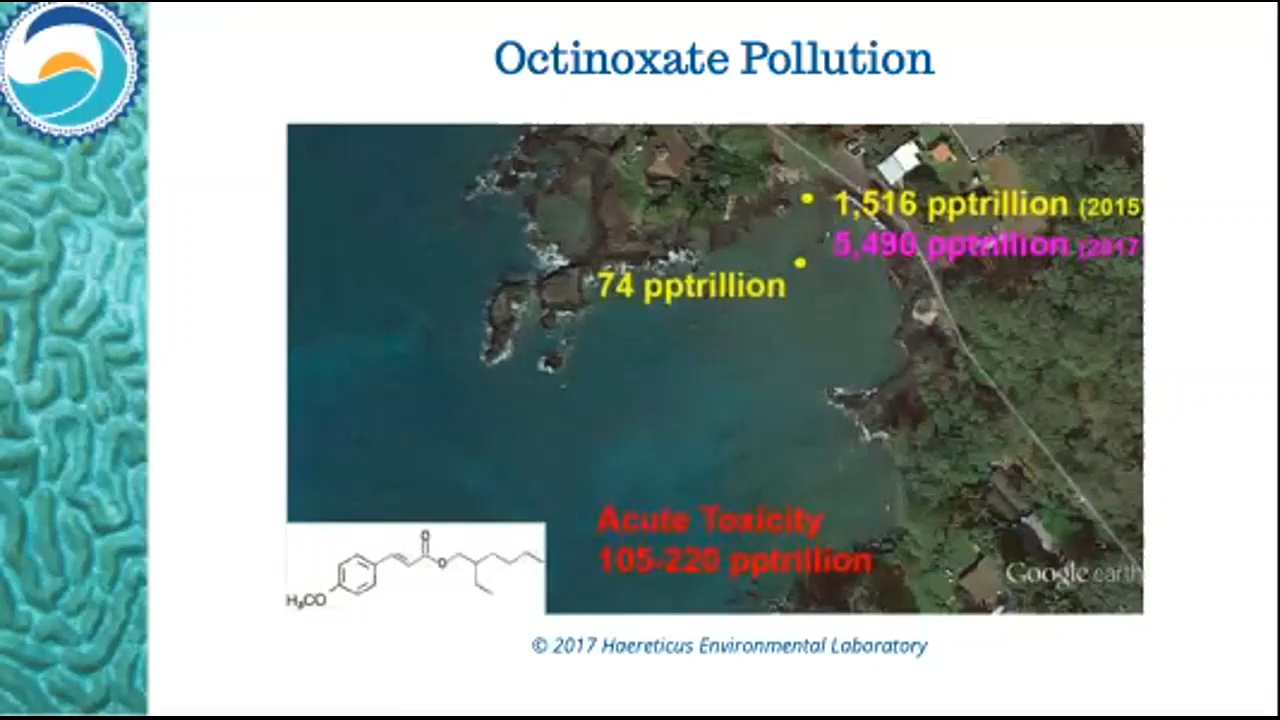 Octinoxate Pollution
1,516 pptrillion (2015)
5,490 pptrillion (2017
74 pptrillion
Acute Toxicity
105-220 pptrillion
O
O
H₃CO
Google earth
© 2017 Haereticus Environmental Laboratory